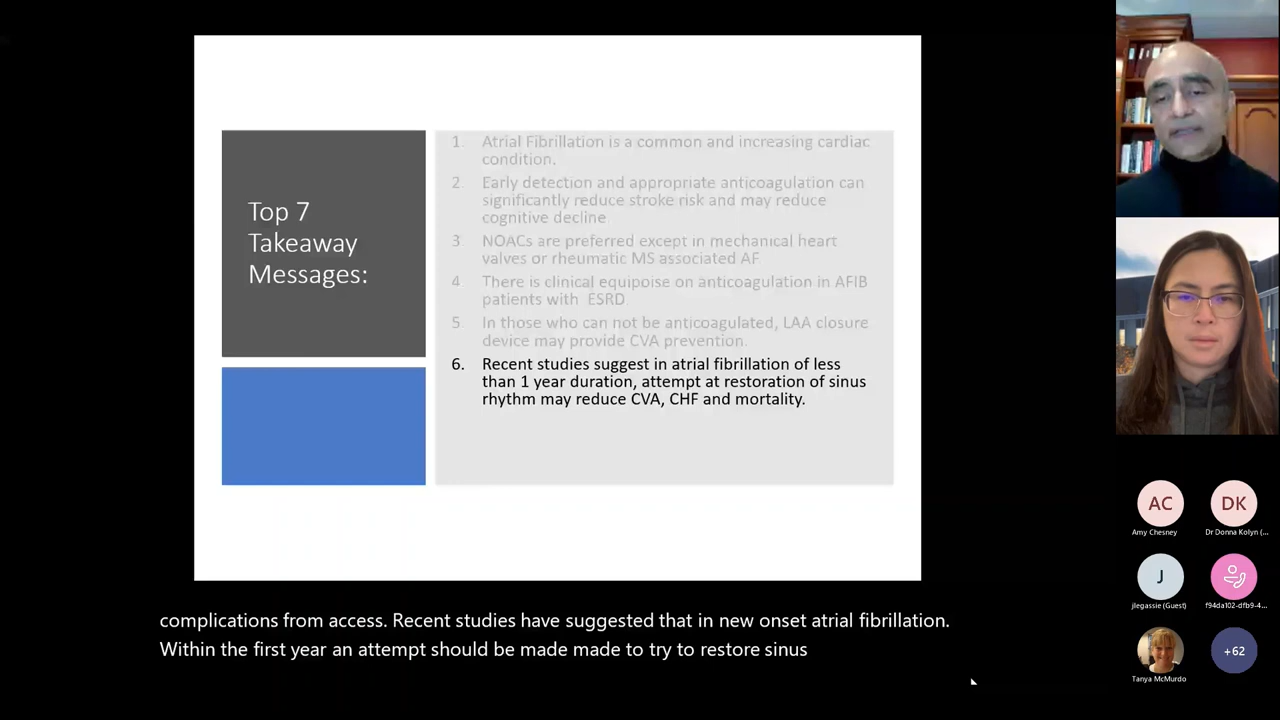 Top 7
Takeaway
Messages:
1. Atrial Fibrillation is a common and increasing cardiac
condition.
2. Early detection and appropriate anticoagulation can
significantly reduce stroke risk and may reduce
cognitive decline
3. NOACs are preferred except in mechanical heart
valves or rheumatic MS associated AF
4. There is clinical equipoise on anticoagulation in AFIB
patients with ESRD
5. In those who can not be anticoagulated, LAA closure
device may provide CVA prevention.
6. Recent studies suggest in atrial fibrillation of less
than 1 year duration, attempt at restoration of sinus
rhythm may reduce CVA, CHF and mortality.
complications from access. Recent studies have suggested that in new onset atrial fibrillation.
Within the first year an attempt should be made made to try to restore sinus
AC
Amy Chesney
DK
Dr Donna Kolyn (...
J
jlegassie (Guest)
f94da102-dfb9-4...
Tanya McMurdo
+62